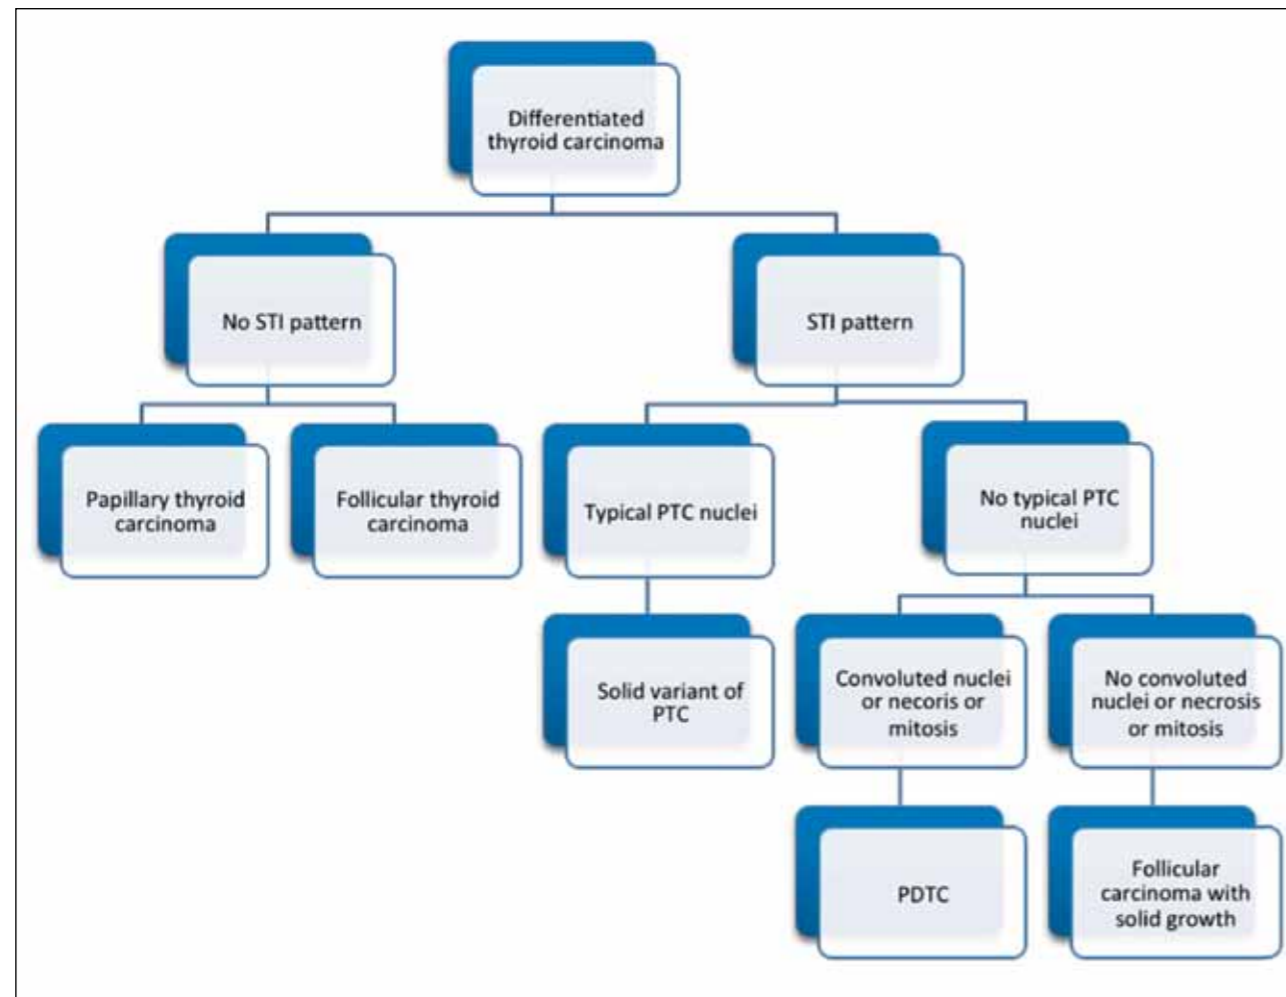 Differentiated
thyroid carcinoma
No STI pattern
STI pattern
Papillary thyroid
carcinoma
Follicular thyroid
carcinoma
Typical PTC nuclei
No typical PTC
nuclei
Solid variant of
PTC
Convoluted nuclei
or necoris or
mitosis
No convoluted
nuclei or necrosis
or mitosis
PDTC
Follicular
carcinoma with
solid growth